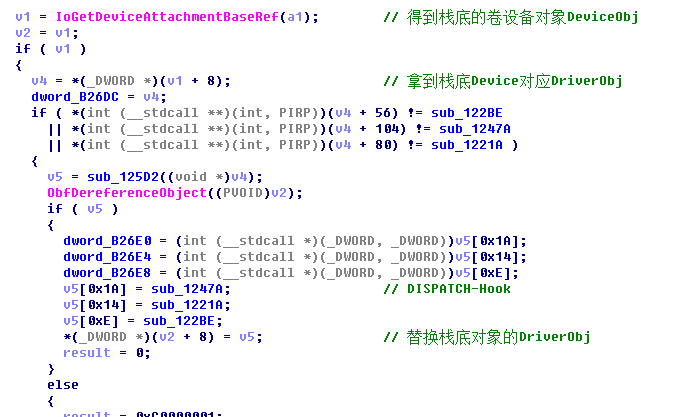 v1 = IoGetDeviceAttachmentBaseRef(a1); // 得到栈底的卷设备对象DeviceObj
v2 = v1;
if ( v1 )
{
v4 = *(_DWORD *)(v1 + 8); // 拿到栈底Device对应DriverObj
dword_B26DC = v4;
if ( *(int (__stdcall **)(int, PIRP))(v4 + 56) != sub_122BE
|| *(int (__stdcall **)(int, PIRP))(v4 + 104) != sub_1247A
|| *(int (__stdcall **)(int, PIRP))(v4 + 80) != sub_1221A )
{
v5 = sub_125D2((void *)v4);
ObfDereferenceObject((PVOID)v2);
if ( v5 )
{
dword_B26E0 = (int (__stdcall *)(_DWORD, _DWORD))v5[0x1A];
dword_B26E4 = (int (__stdcall *)(_DWORD, _DWORD))v5[0x14];
dword_B26E8 = (int (__stdcall *)(_DWORD, _DWORD))v5[0xE];
v5[0x1A] = sub_1247A; // DISPATCH-Hook
v5[0x14] = sub_1221A;
v5[0xE] = sub_122BE;
*(_DWORD *)(v2 + 8) = v5; // 替换栈底对象的DriverObj
result = 0;
}
else
{
result = 0xC0000001;